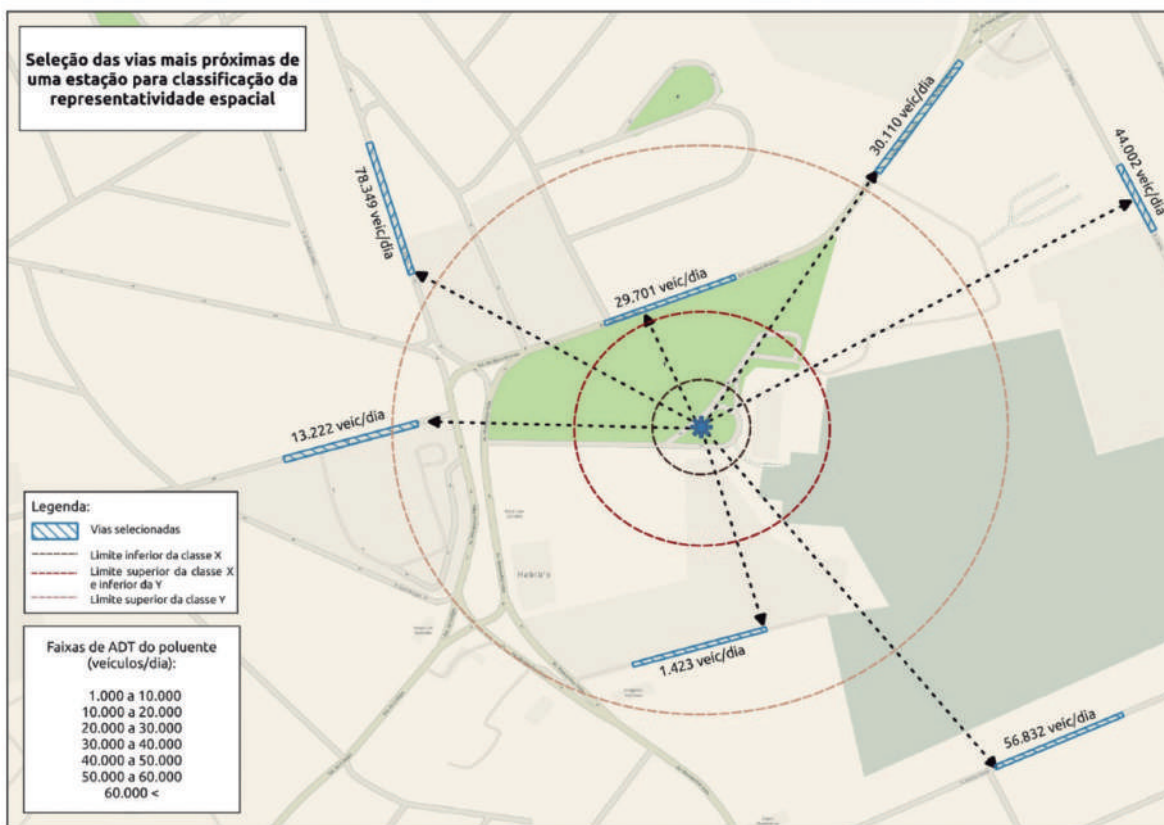 Seleção das vias mais próximas de
uma estação para classificação da
representatividade espacial
30.110 veic/dia
44.002 veic/dia
78.349 veic/dia
29.701 veic/dia
13.222 veic/dia
Legenda:
Vias selecionadas
Limite inferior da classe X
Limite superior da classe X
e inferior da Y
Limite superior da classe Y
1.423 veic/dia
56.832 veic/dia
Faixas de ADT do poluente
(veículos/dia):
1.000 a 10.000
10.000 a 20.000
20.000 a 30.000
30.000 a 40.000
40.000 a 50.000
50.000 a 60.000
60.000 <